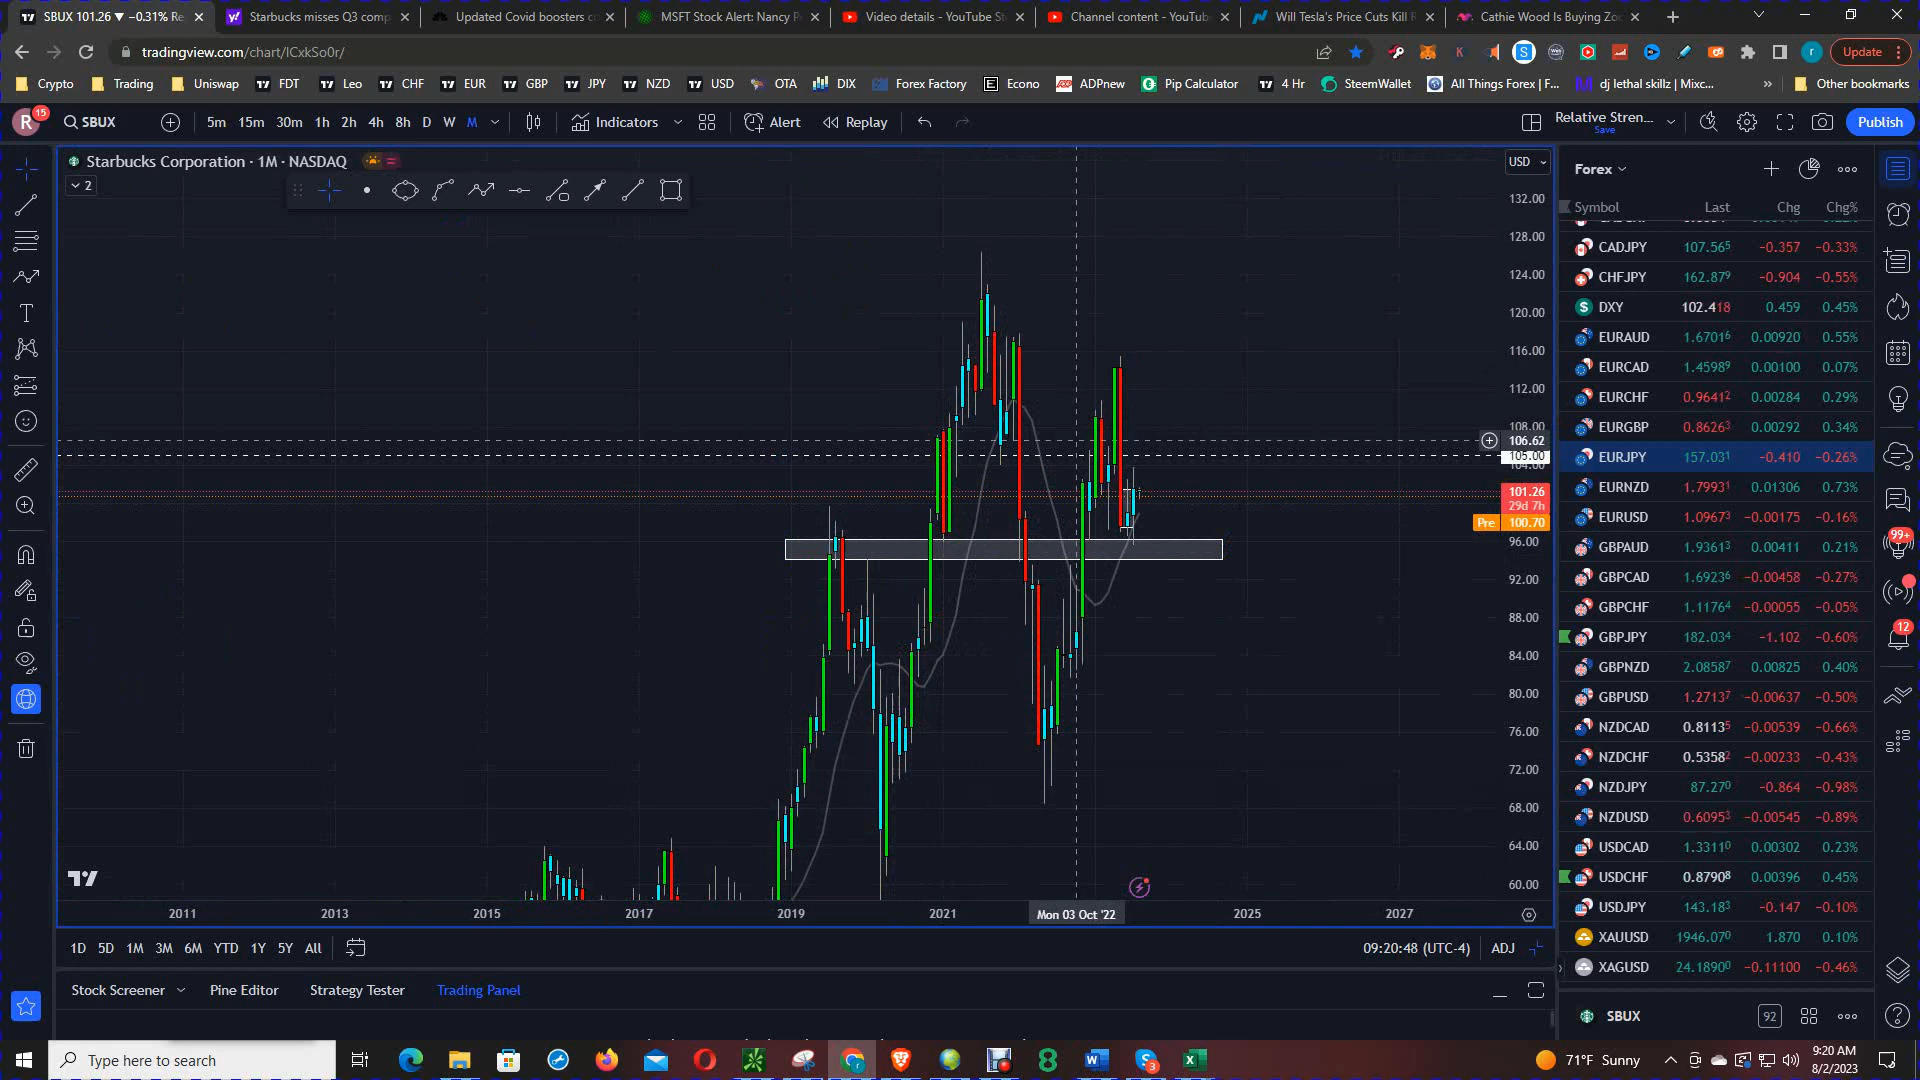 SBUX 101.26 ▼ −0.31% Re
Starbucks misses Q3 comp
Updated Covid boosters co
MSFT Stock Alert: Nancy P
Video details - YouTube St
Channel content - YouTub
Will Tesla's Price Cuts Kill R
Cathie Wood Is Buying Zo
tradingview.com/chart/lCxkSo0r/
Update
Crypto
Trading
Uniswap
FDT
Leo
CHF
EUR
GBP
JPY
NZD
USD
OTA
DIX
Forex Factory
Econo
ADPnew
Pip Calculator
4 Hr
SteemWallet
All Things Forex | F...
dj lethal skillz | Mixc...
Other bookmarks
R 15
SBUX
5m 15m 30m 1h 2h 4h 8h D W M
Indicators
Alert
Replay
Relative Stren...
Save
Publish
Starbucks Corporation · 1M · NASDAQ
2
USD
132.00
128.00
124.00
120.00
116.00
112.00
108.00
106.62
105.00
104.00
101.26
29d 7h
Pre 100.70
96.00
92.00
88.00
84.00
80.00
76.00
72.00
68.00
64.00
60.00
2011 2013 2015 2017 2019 2021 Mon 03 Oct '22 2025 2027
1D 5D 1M 3M 6M YTD 1Y 5Y All
09:20:48 (UTC-4) ADJ
Stock Screener
Pine Editor
Strategy Tester
Trading Panel
Forex
Symbol Last Chg Chg%
CADJPY 107.565 −0.357 −0.33%
CHFJPY 162.879 −0.904 −0.55%
DXY 102.418 0.459 0.45%
EURAUD 1.67016 0.00920 0.55%
EURCAD 1.45989 0.00100 0.07%
EURCHF 0.96412 0.00284 0.29%
EURGBP 0.86263 0.00292 0.34%
EURJPY 157.031 −0.410 −0.26%
EURNZD 1.79931 0.01306 0.73%
EURUSD 1.09673 −0.00175 −0.16%
GBPAUD 1.93613 0.00411 0.21%
GBPCAD 1.69236 −0.00458 −0.27%
GBPCHF 1.11764 −0.00055 −0.05%
GBPJPY 182.034 −1.102 −0.60%
GBPNZD 2.08587 0.00825 0.40%
GBPUSD 1.27137 −0.00637 −0.50%
NZDCAD 0.81135 −0.00539 −0.66%
NZDCHF 0.53582 −0.00233 −0.43%
NZDJPY 87.270 −0.864 −0.98%
NZDUSD 0.60953 −0.00545 −0.89%
USDCAD 1.33110 0.00302 0.23%
USDCHF 0.87908 0.00396 0.45%
USDJPY 143.183 −0.147 −0.10%
XAUUSD 1946.070 1.870 0.10%
XAGUSD 24.18900 −0.11100 −0.46%
SBUX
92
99+
12
Type here to search
3
71°F Sunny
9:20 AM
8/2/2023